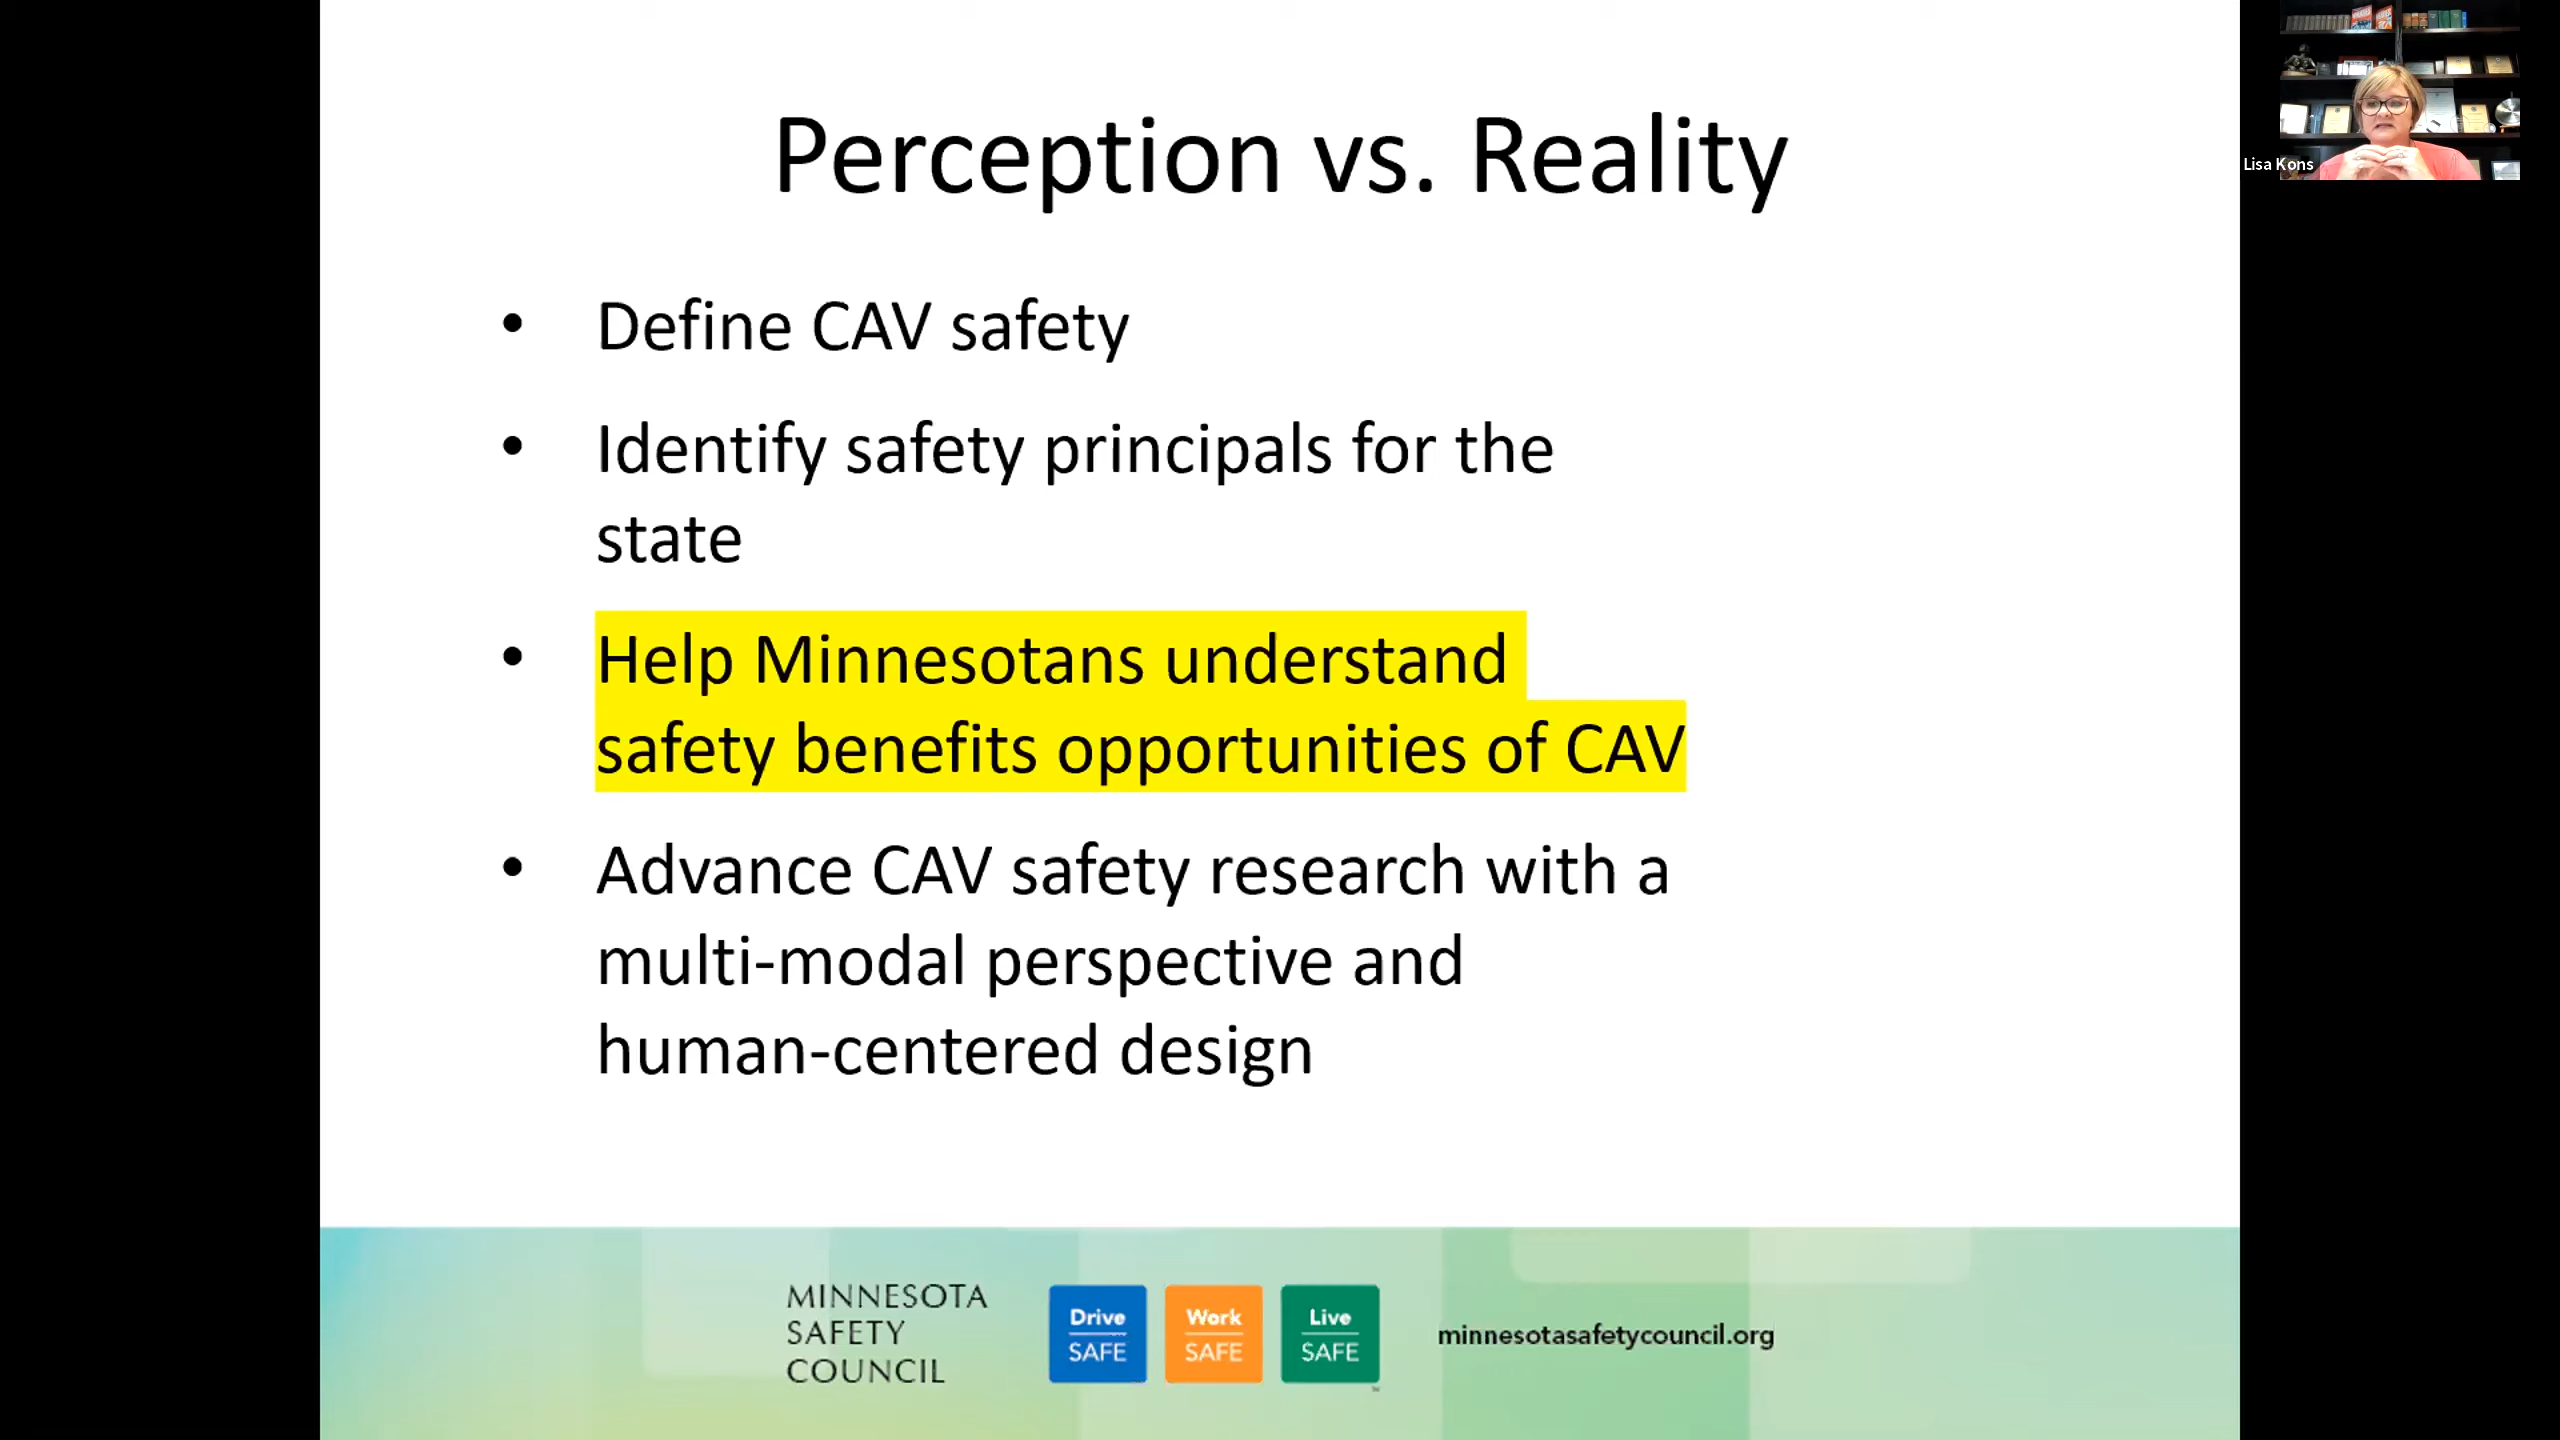 Perception vs. Reality
Lisa Kons
• Define CAV safety
• Identify safety principals for the
state
• Help Minnesotans understand
safety benefits opportunities of CAV
• Advance CAV safety research with a
multi-modal perspective and
human-centered design
MINNESOTA
SAFETY
COUNCIL
Drive
SAFE
Work
SAFE
Live
SAFE
™
minnesotasafetycouncil.org